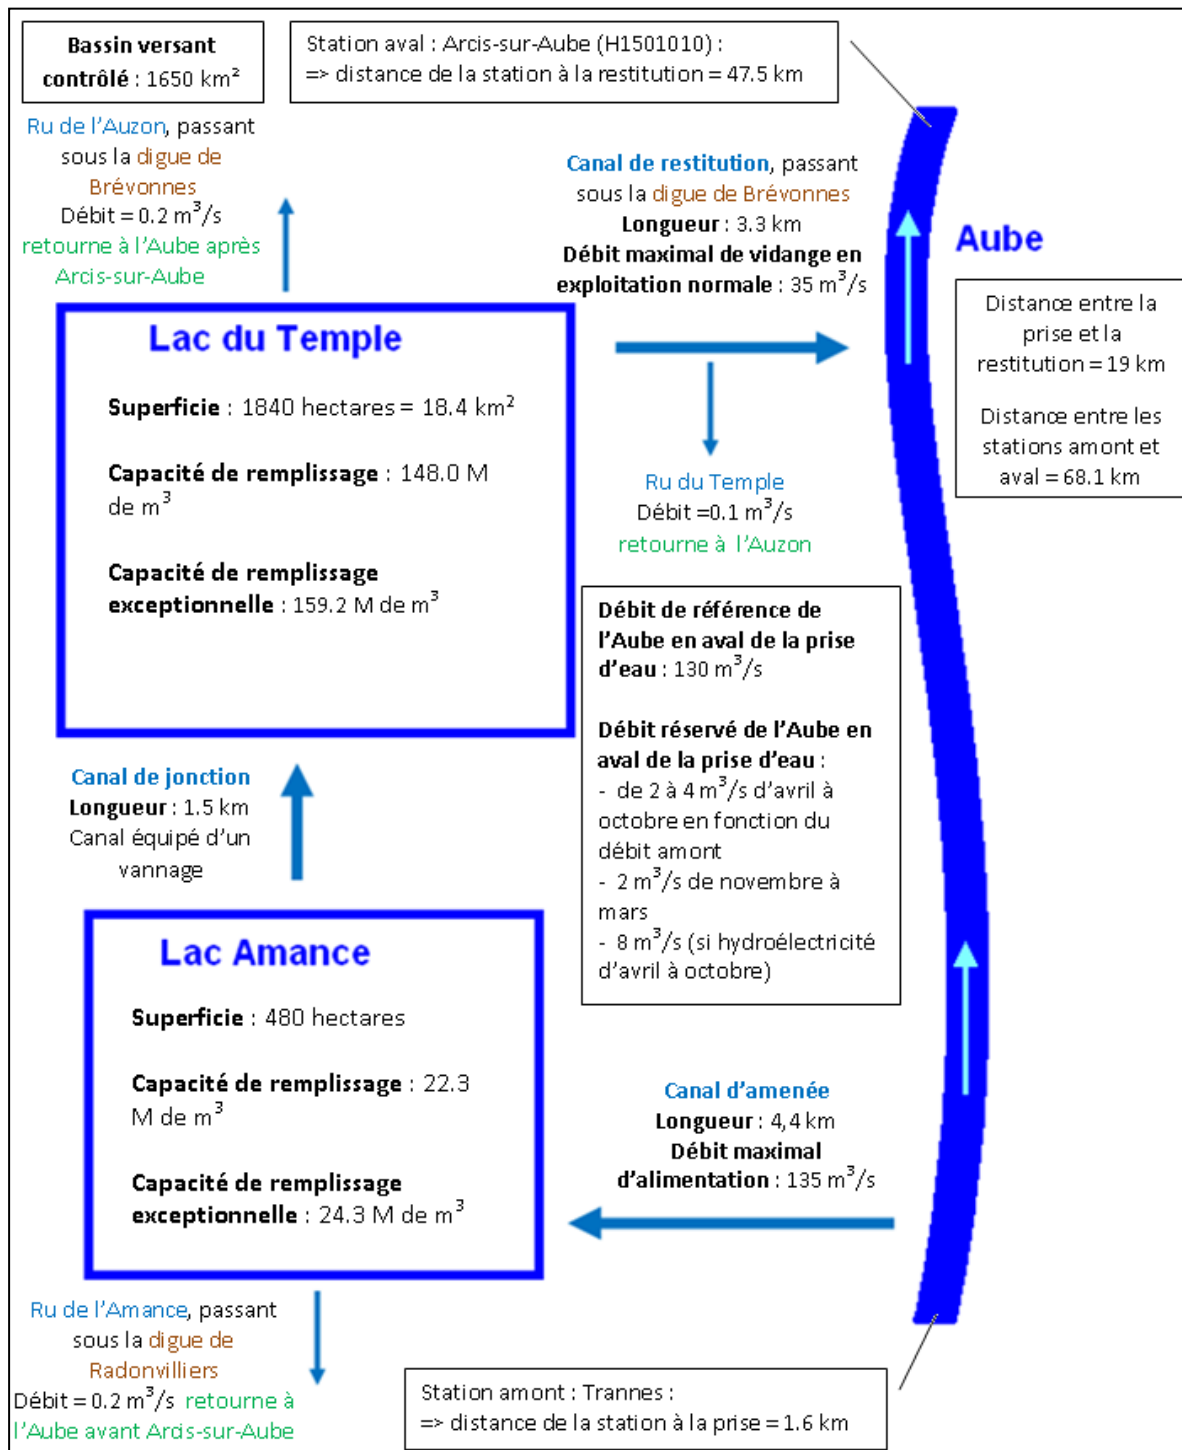 Bassin versant
contrôlé : 1650 km²
Station aval : Arcis-sur-Aube (H1501010) :
=> distance de la station à la restitution = 47.5 km
Ru de l’Auzon, passant
sous la digue de
Brévonnes
Débit = 0.2 m³/s
retourne à l’Aube après
Arcis-sur-Aube
Canal de restitution, passant
sous la digue de Brévonnes
Longueur : 3.3 km
Débit maximal de vidange en
exploitation normale : 35 m³/s
Aube
Distance entre la
prise et la
restitution = 19 km
Distance entre les
stations amont et
aval = 68.1 km
Lac du Temple
Superficie : 1840 hectares = 18.4 km²
Capacité de remplissage : 148.0 M
de m³
Capacité de remplissage
exceptionnelle : 159.2 M de m³
Ru du Temple
Débit =0.1 m³/s
retourne à l’Auzon
Débit de référence de
l’Aube en aval de la prise
d’eau : 130 m³/s
Débit réservé de l’Aube en
aval de la prise d’eau :
- de 2 à 4 m³/s d’avril à
octobre en fonction du
débit amont
- 2 m³/s de novembre à
mars
- 8 m³/s (si hydroélectricité
d’avril à octobre)
Canal de jonction
Longueur : 1.5 km
Canal équipé d’un
vannage
Lac Amance
Superficie : 480 hectares
Capacité de remplissage : 22.3
M de m³
Capacité de remplissage
exceptionnelle : 24.3 M de m³
Canal d’amenée
Longueur : 4,4 km
Débit maximal
d’alimentation : 135 m³/s
Ru de l’Amance, passant
sous la digue de
Radonvilliers
Débit = 0.2 m³/s retourne à
l’Aube avant Arcis-sur-Aube
Station amont : Trannes :
=> distance de la station à la prise = 1.6 km